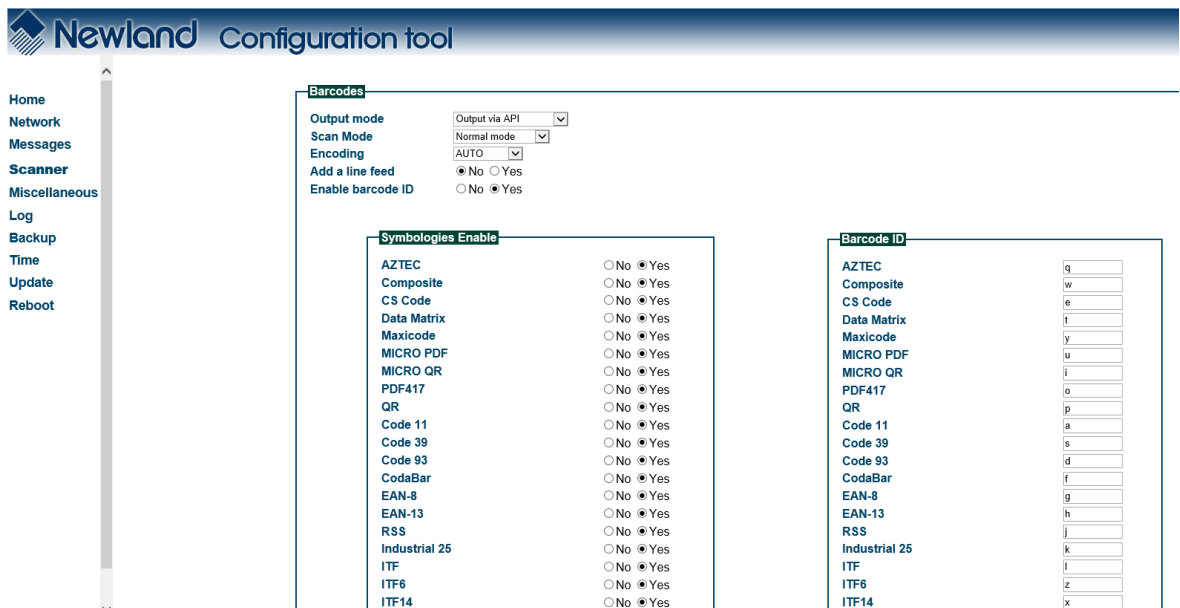 Newland Configuration tool
Home
Network
Messages
Scanner
Miscellaneous
Log
Backup
Time
Update
Reboot
Barcodes
Output mode Output via API
Scan Mode Normal mode
Encoding AUTO
Add a line feed No Yes
Enable barcode ID No Yes
Symbologies Enable
AZTEC No Yes
Composite No Yes
CS Code No Yes
Data Matrix No Yes
Maxicode No Yes
MICRO PDF No Yes
MICRO QR No Yes
PDF417 No Yes
QR No Yes
Code 11 No Yes
Code 39 No Yes
Code 93 No Yes
CodaBar No Yes
EAN-8 No Yes
EAN-13 No Yes
RSS No Yes
Industrial 25 No Yes
ITF No Yes
ITF6 No Yes
ITF14 No Yes
Barcode ID
AZTEC q
Composite w
CS Code e
Data Matrix t
Maxicode y
MICRO PDF u
MICRO QR i
PDF417 o
QR p
Code 11 a
Code 39 s
Code 93 d
CodaBar f
EAN-8 g
EAN-13 h
RSS j
Industrial 25 k
ITF l
ITF6 z
ITF14 x